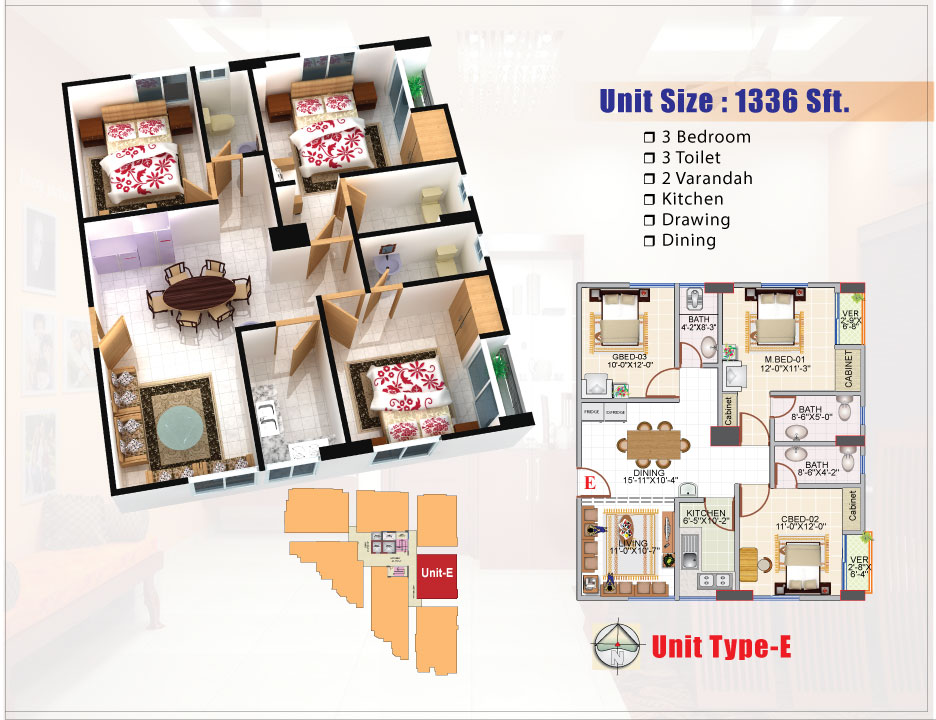 Unit Size : 1336 Sft.
3 Bedroom
3 Toilet
2 Varandah
Kitchen
Drawing
Dining
BATH
4'-2"X8'-3"
VER
2'-9"X
6'-8"
GBED-03
10'-0"X12'-0"
M.BED-01
12'-0"X11'-3"
CABINET
Cabinet
FRIDGE
D/FRIDGE
BATH
8'-6"X5'-0"
BATH
8'-6"X4'-2"
DINING
15'-11"X10'-4"
E
Cabinet
KITCHEN
6'-5"X10'-2"
CBED-02
11'-0"X12'-0"
LIVING
11'-0"X10'-7"
VER
2'-8"X
6'-4"
Unit-E
N
Unit Type-E